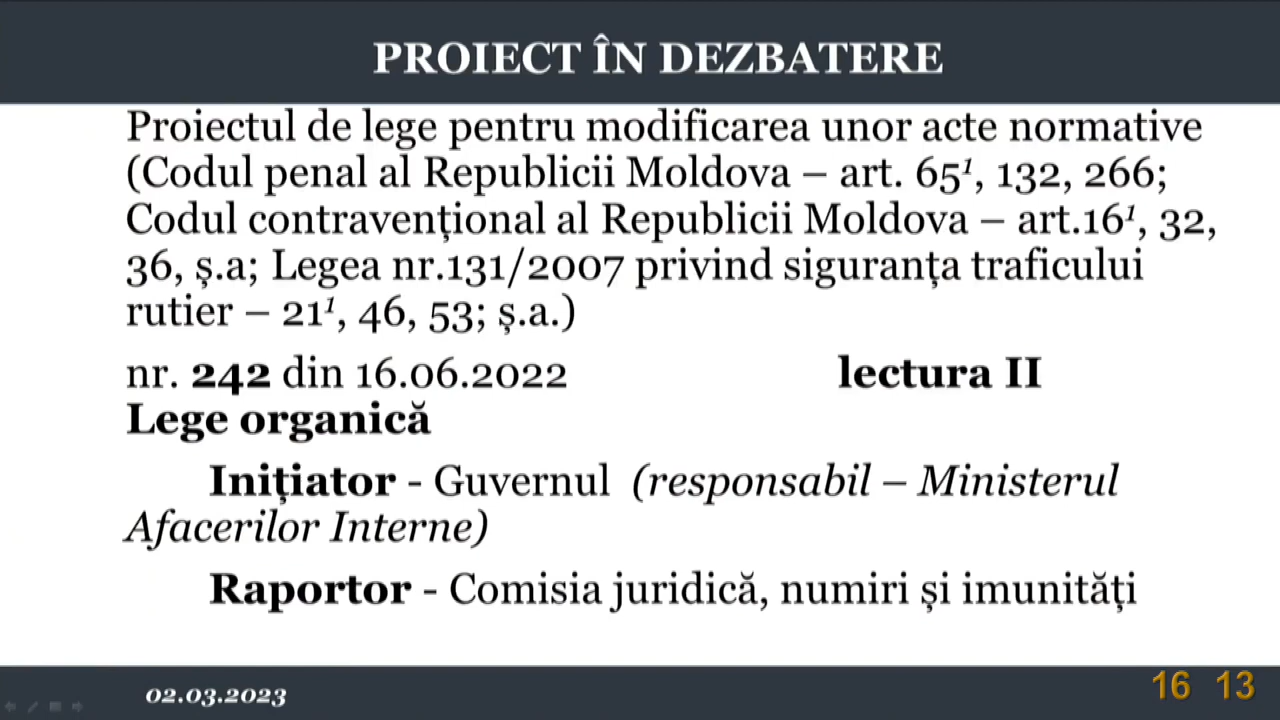 PROIECT ÎN DEZBATERE
Proiectul de lege pentru modificarea unor acte normative
(Codul penal al Republicii Moldova – art. 65¹, 132, 266;
Codul contravențional al Republicii Moldova – art.16¹, 32,
36, ș.a; Legea nr.131/2007 privind siguranța traficului
rutier – 21¹, 46, 53; ș.a.)
nr. 242 din 16.06.2022 lectura II
Lege organică
Inițiator - Guvernul (responsabil – Ministerul
Afacerilor Interne)
Raportor - Comisia juridică, numiri și imunități
02.03.2023 16 13